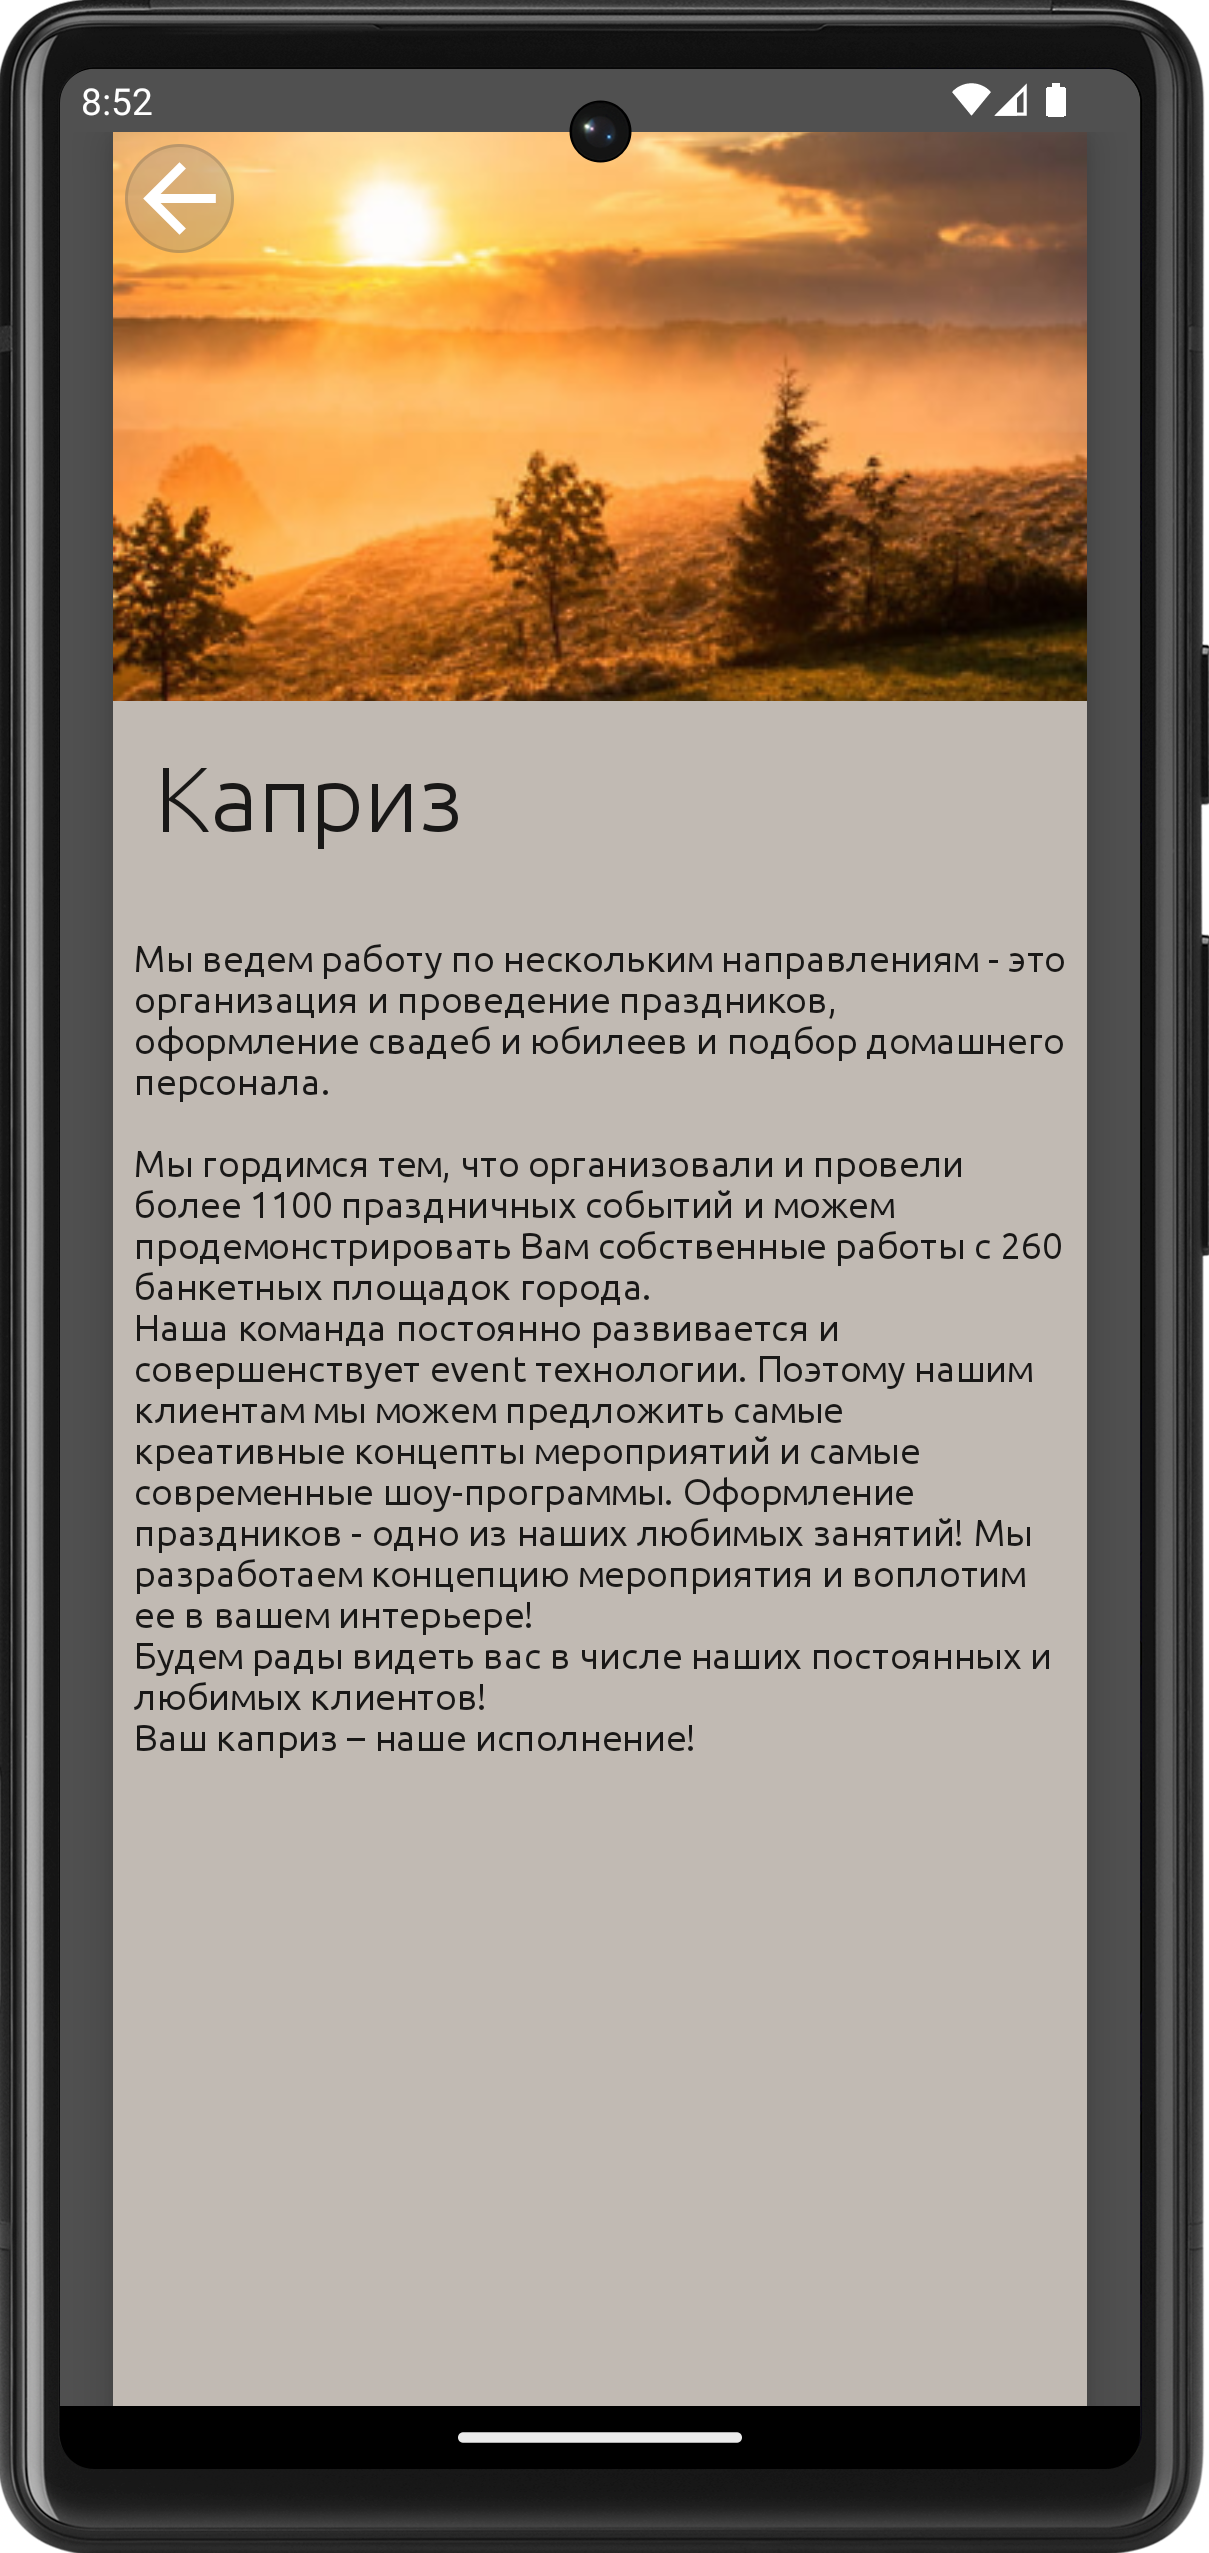 8:52
Каприз
Мы ведем работу по нескольким направлениям - это
организация и проведение праздников,
оформление свадеб и юбилеев и подбор домашнего
персонала.
Мы гордимся тем, что организовали и провели
более 1100 праздничных событий и можем
продемонстрировать Вам собственные работы с 260
банкетных площадок города.
Наша команда постоянно развивается и
совершенствует event технологии. Поэтому нашим
клиентам мы можем предложить самые
креативные концепты мероприятий и самые
современные шоу-программы. Оформление
праздников - одно из наших любимых занятий! Мы
разработаем концепцию мероприятия и воплотим
ее в вашем интерьере!
Будем рады видеть вас в числе наших постоянных и
любимых клиентов!
Ваш каприз – наше исполнение!